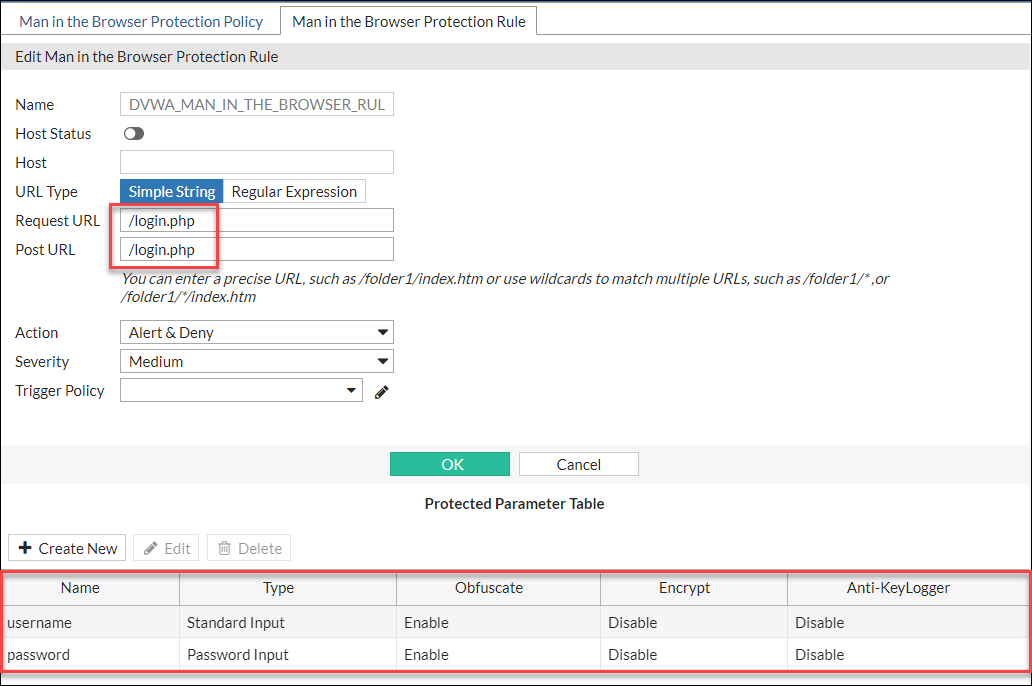 Man in the Browser Protection Policy Man in the Browser Protection Rule
Edit Man in the Browser Protection Rule
Name DVWA_MAN_IN_THE_BROWSER_RUL
Host Status
Host
URL Type Simple String Regular Expression
Request URL /login.php
Post URL /login.php
You can enter a precise URL, such as /folder1/index.htm or use wildcards to match multiple URLs, such as /folder1/* ,or
/folder1/*/index.htm
Action Alert & Deny
Severity Medium
Trigger Policy
OK Cancel
Protected Parameter Table
Create New Edit Delete
Name Type Obfuscate Encrypt Anti-KeyLogger
username Standard Input Enable Disable Disable
password Password Input Enable Disable Disable